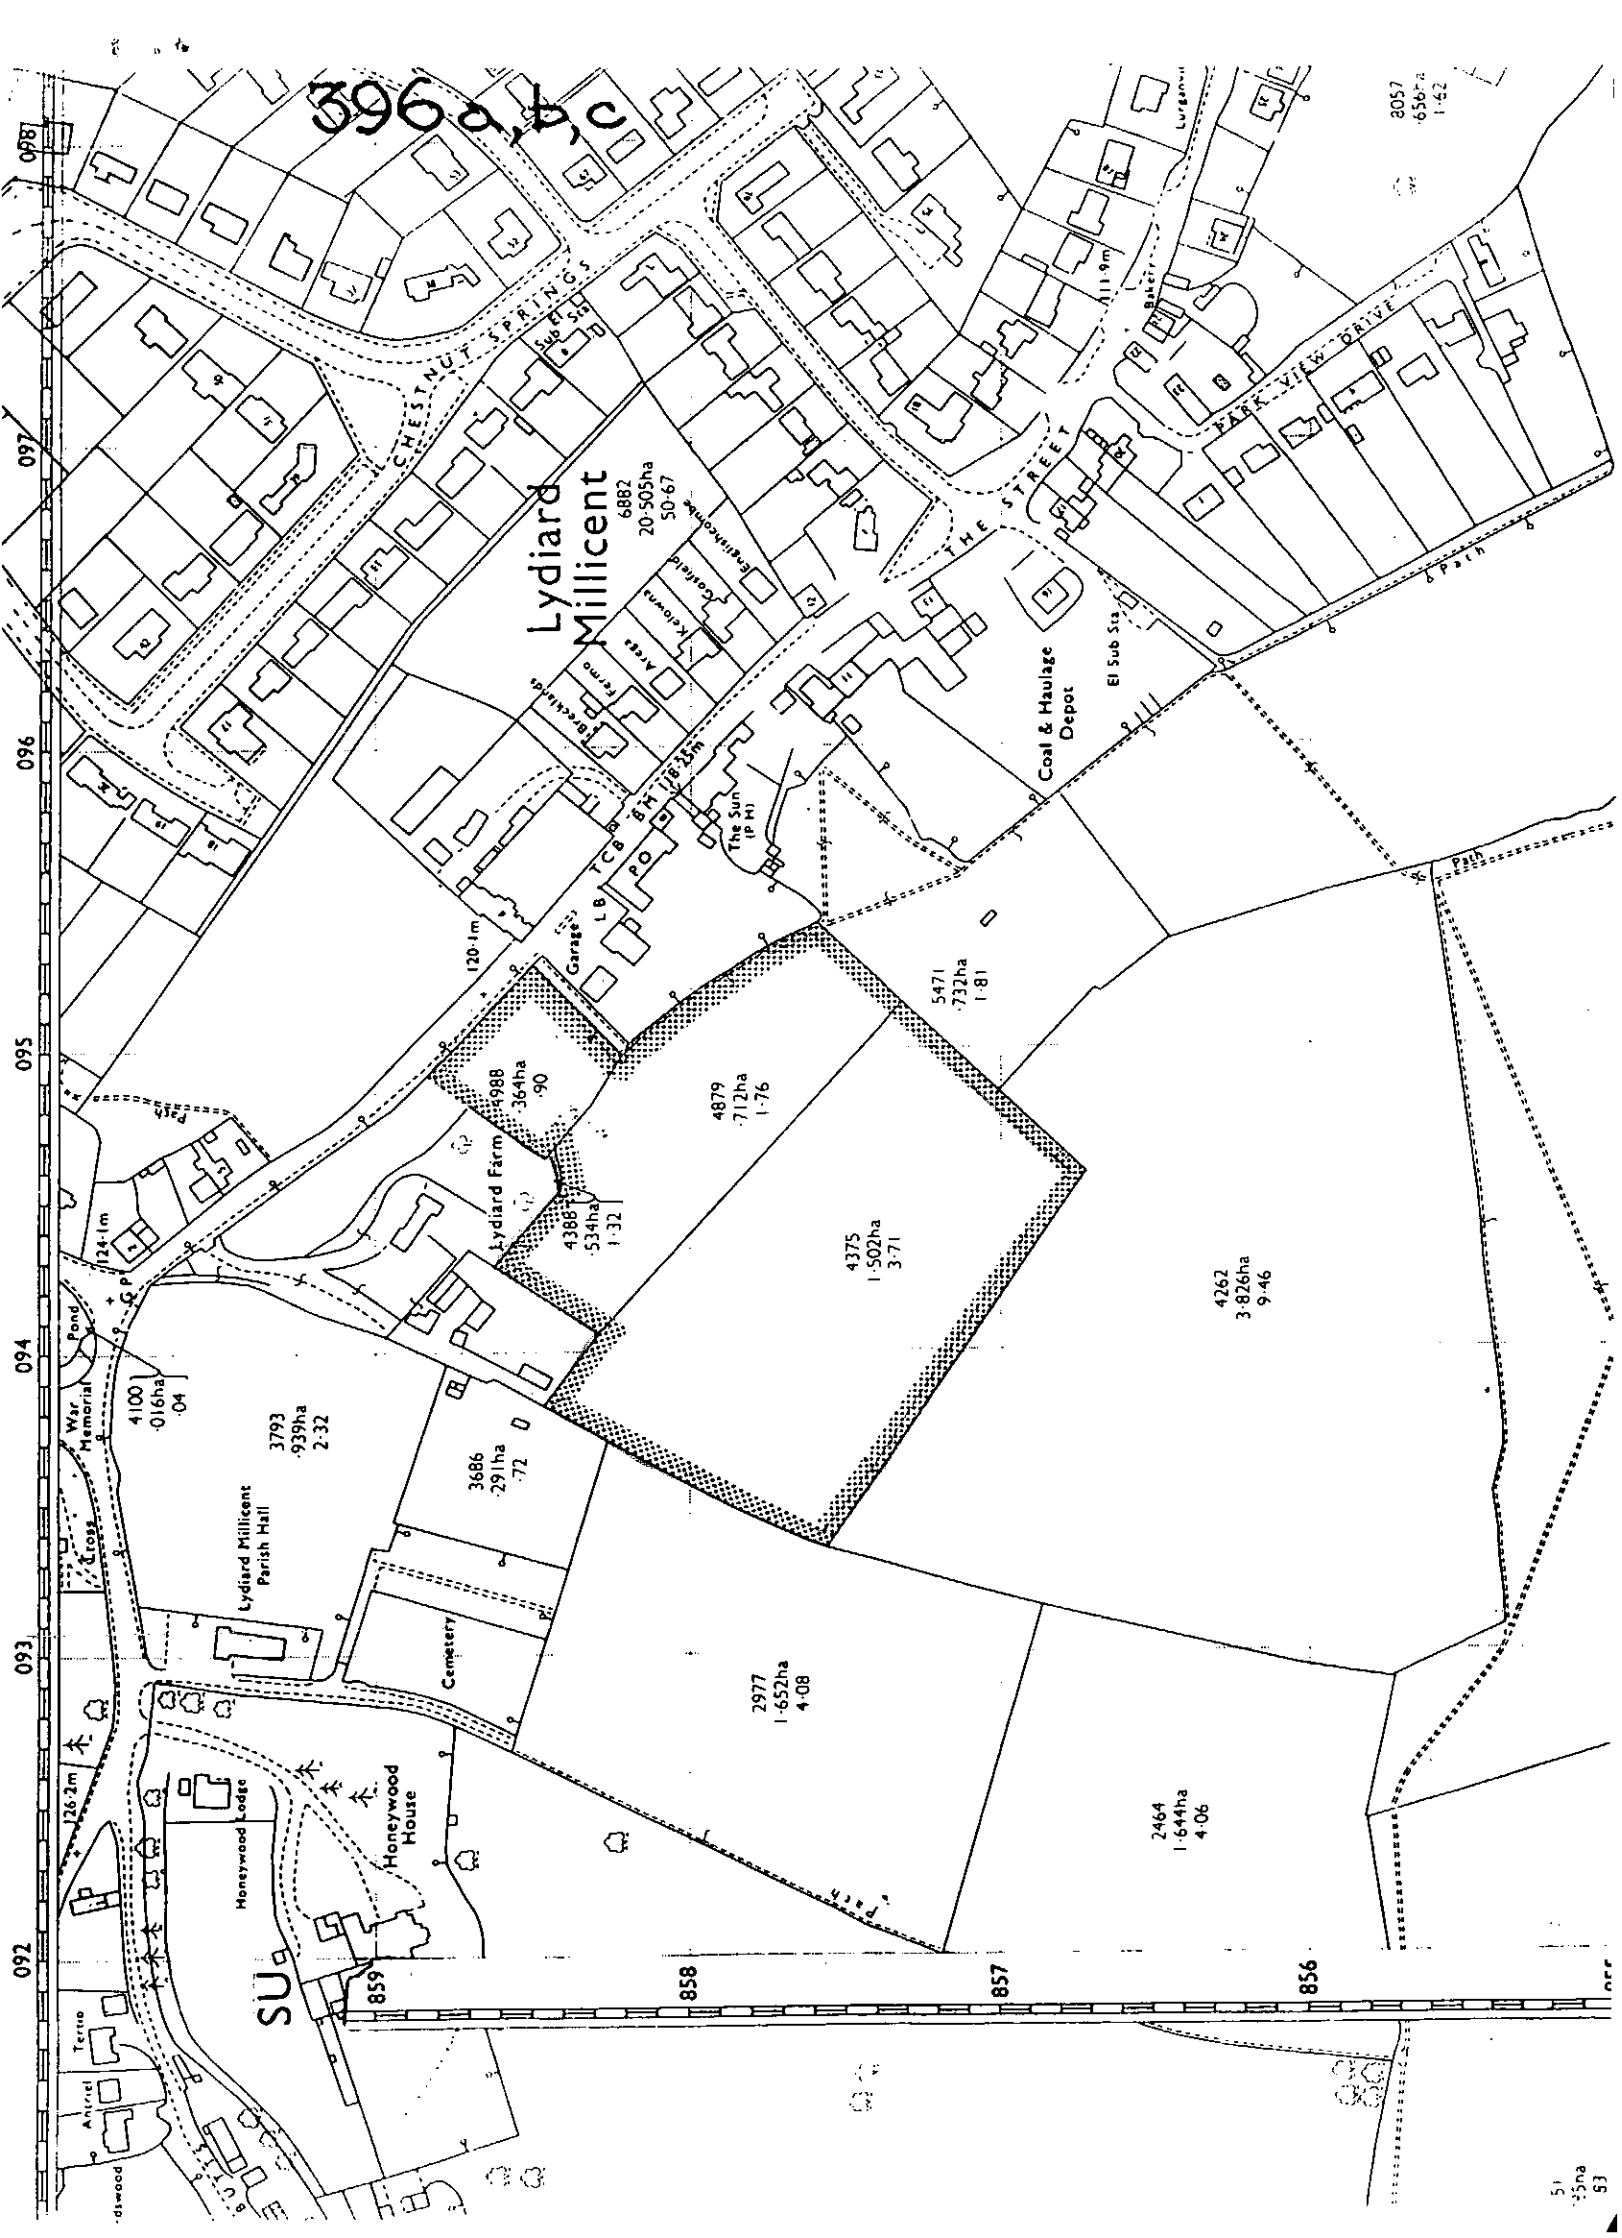 396a,b,c
098
097
096
095
094
093
092
859
858
857
856
SU
Lydiard
Millicent
6882
20·505ha
50·67
CHESTNUT SPRINGS
El
Sub Sta
THE STREET
PARK VIEW DRIVE
Path
111·9m
8057
·656ha
1·62
Brecklands
Fermo
Arega
Kelowna
Gosfield
Englishcombe
BM 118·25m
TCB
LB
PO
The Sun
(P H)
Garage
120·1m
Coal & Haulage
Depot
El Sub Sta
Path
5471
·732ha
1·81
4988
·364ha
·90
4879
·712ha
1·76
Lydiard Farm
4386
·534ha
1·32
4375
1·502ha
3·71
4262
3·826ha
9·46
Path
124·1m
G P
Pond
War
Memorial
4100
·016ha
·04
3793
·939ha
2·32
3686
·291ha
·72
Cross
Lydiard Millicent
Parish Hall
Cemetery
2977
1·652ha
4·08
2464
1·644ha
4·06
Path
126·2m
Honeywood Lodge
Honeywood
House